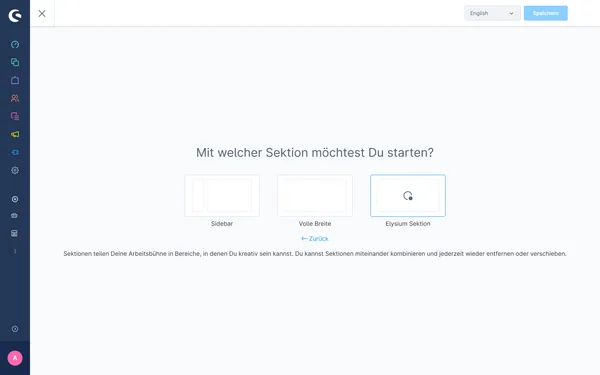 English
Speichern
Mit welcher Sektion möchtest Du starten?
Sidebar
Volle Breite
Elysium Sektion
← Zurück
Sektionen teilen Deine Arbeitsbühne in Bereiche, in denen Du kreativ sein kannst. Du kannst Sektionen miteinander kombinieren und jederzeit wieder entfernen oder verschieben.
A